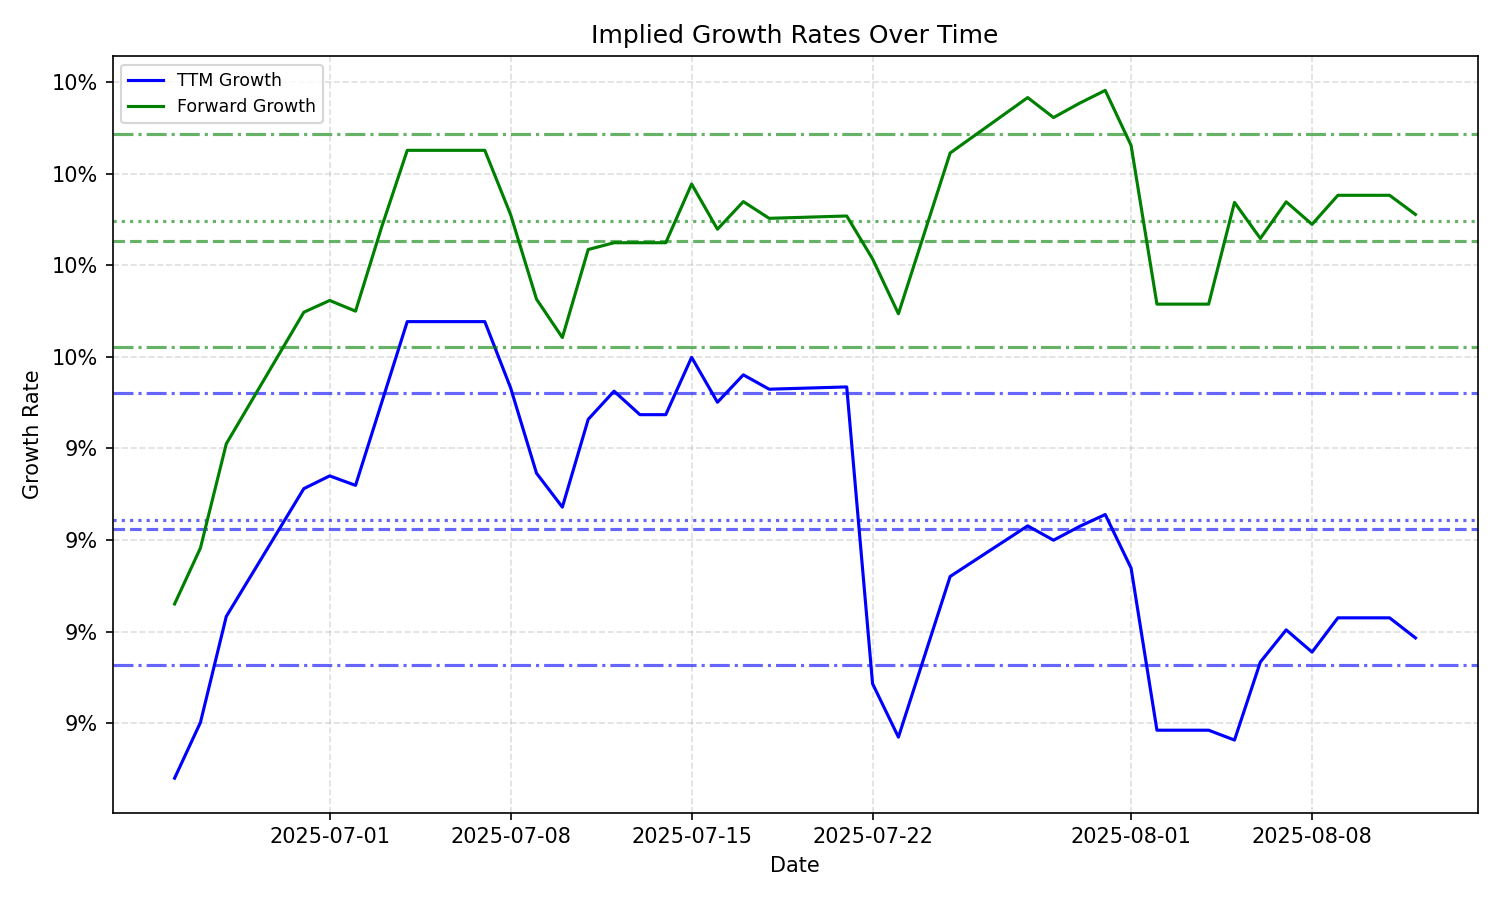 Implied Growth Rates Over Time
TTM Growth
Forward Growth
10%
10%
10%
10%
9%
9%
9%
9%
Growth Rate
2025-07-01
2025-07-08
2025-07-15
2025-07-22
2025-08-01
2025-08-08
Date